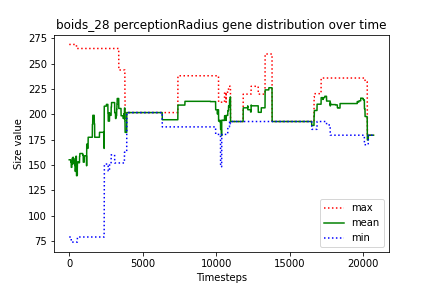 boids_28 perceptionRadius gene distribution over time
275
250
225
200
175
150
125
100
75
Size value
0
5000
10000
15000
20000
Timesteps
max
mean
min